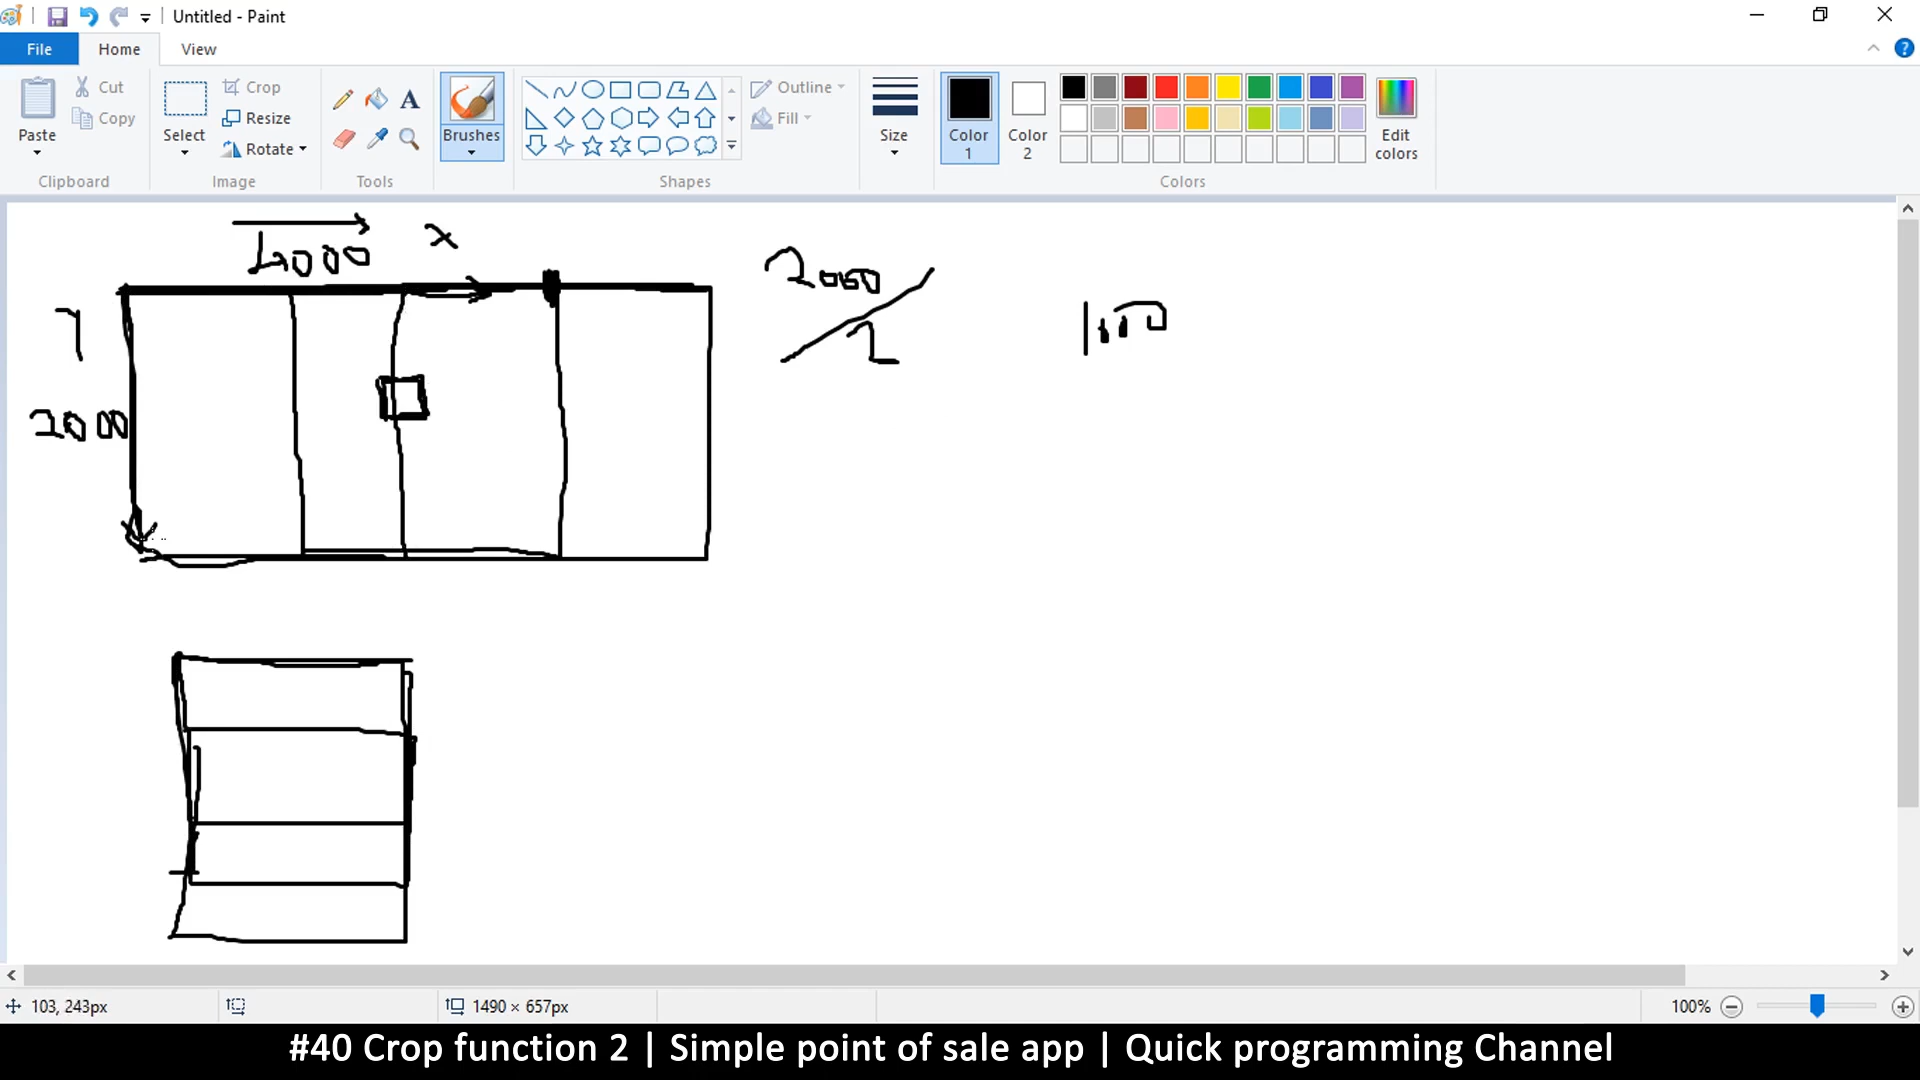 Untitled - Paint
File Home View
Paste
Cut
Copy
Clipboard
Select
Crop
Resize
Rotate
Image
A
Tools
Brushes
Shapes
Outline
Fill
Size
Color 1
Color 2
Edit colors
Colors
4000 x
2000
2
2000
103, 243px
1490 × 657px
100%
#40 Crop function 2 | Simple point of sale app | Quick programming Channel